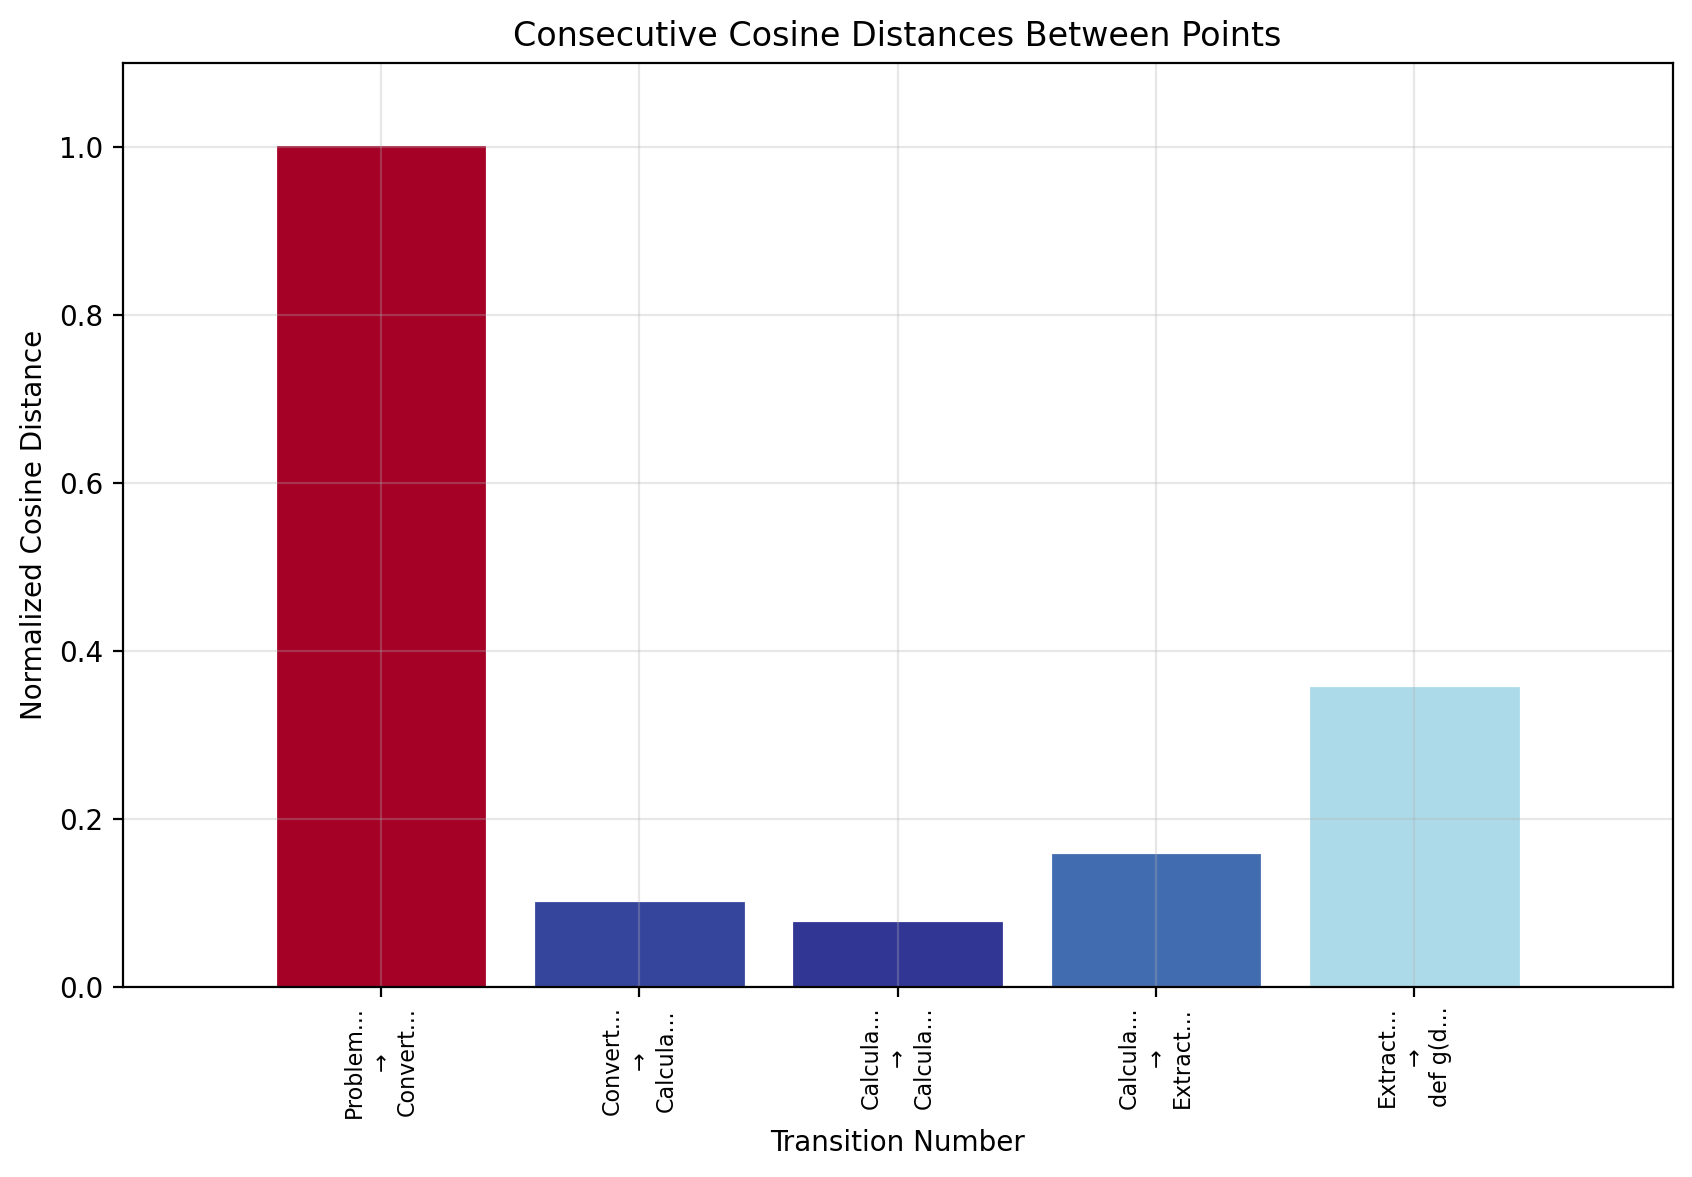 Consecutive Cosine Distances Between Points
Normalized Cosine Distance
1.0
0.8
0.6
0.4
0.2
0.0
Problem...
→
Convert...
Convert...
→
Calcula...
Calcula...
→
Calcula...
Calcula...
→
Extract...
Extract...
→
def g(d...
Transition Number